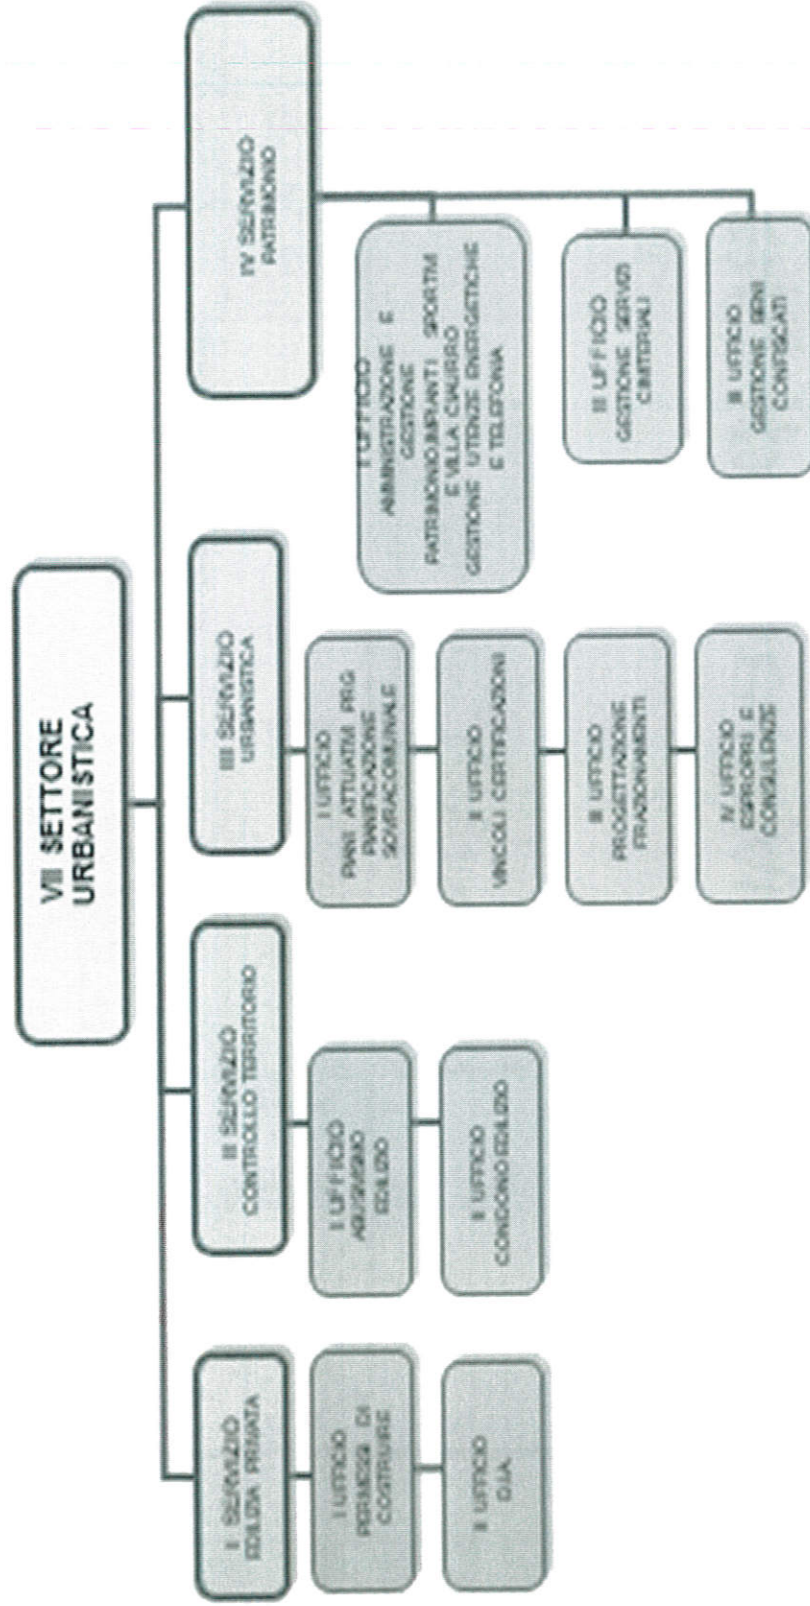 VII SETTORE
URBANISTICA
I SERVIZIO
EDILIZIA PRIVATA
I UFFICIO
PERMESSI DI
COSTRUIRE
II UFFICIO
D.I.A.
II SERVIZIO
CONTROLLO TERRITORIO
I UFFICIO
ABUSIVISMO
EDILIZIO
II UFFICIO
CONDONO EDILIZIO
III SERVIZIO
URBANISTICA
I UFFICIO
PIANI ATTUATIVI PRG
PIANIFICAZIONE
SOVRACOMUNALE
II UFFICIO
VINCOLI CERTIFICAZIONI
III UFFICIO
PROGETTAZIONE
FRAZIONAMENTI
IV UFFICIO
ESPROPRI E
CONSULENZE
IV SERVIZIO
PATRIMONIO
I UFFICIO
AMMINISTRAZIONE E
GESTIONE
PATRIMONIO,IMPIANTI SPORTIVI
E VILLA CIAURRO
GESTIONE UTENZE ENERGETICHE
E TELEFONIA
II UFFICIO
GESTIONE SERVIZI
CIMITERIALI
III UFFICIO
GESTIONE BENI
CONFISCATI